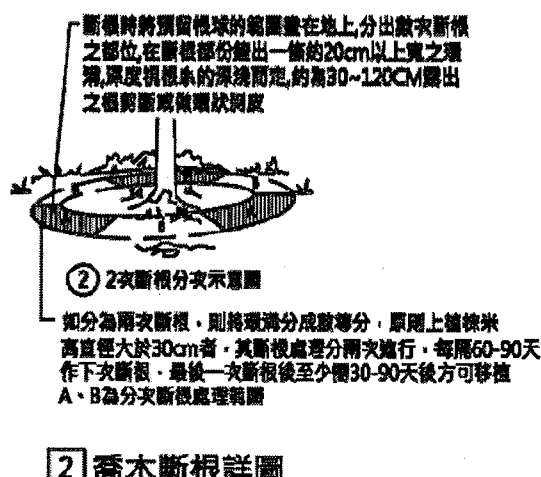 斷根時將預留根球的範圍畫在地上,分出數次斷根
之部位,在斷根部份鏟出一條約20cm以上寬之環
溝,深度視根系的深淺而定,約為30~120CM露出
之根剪斷或做環狀剝皮
② 2次斷根分次示意圖
如分為兩次斷根,則將環溝分成數等分,原則上植株米
高直徑大於30cm者,其斷根處理分兩次進行,每隔60-90天
作下次斷根,最後一次斷根後至少間30-90天後方可移植
A、B為分次斷根處理範圍
2 喬木斷根詳圖